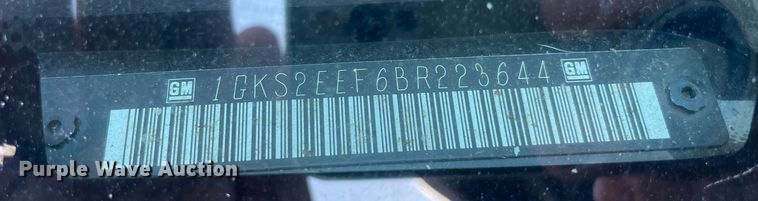 GM 1GKS2EEF6BR223644 GM
Purple Wave Auction